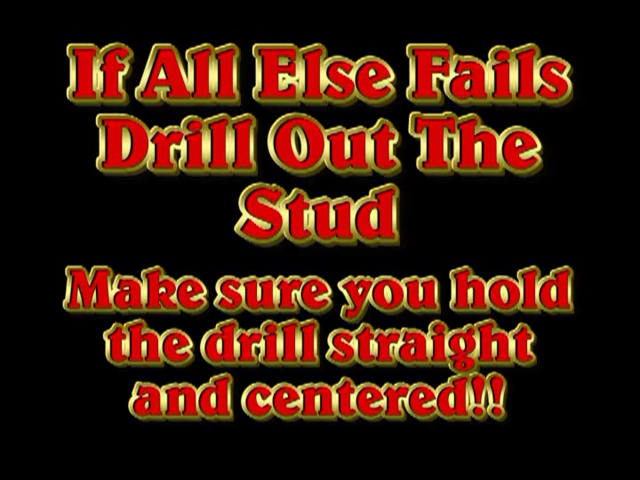 If All Else Fails
Drill Out The
Stud
Make sure you hold
the drill straight
and centered!!